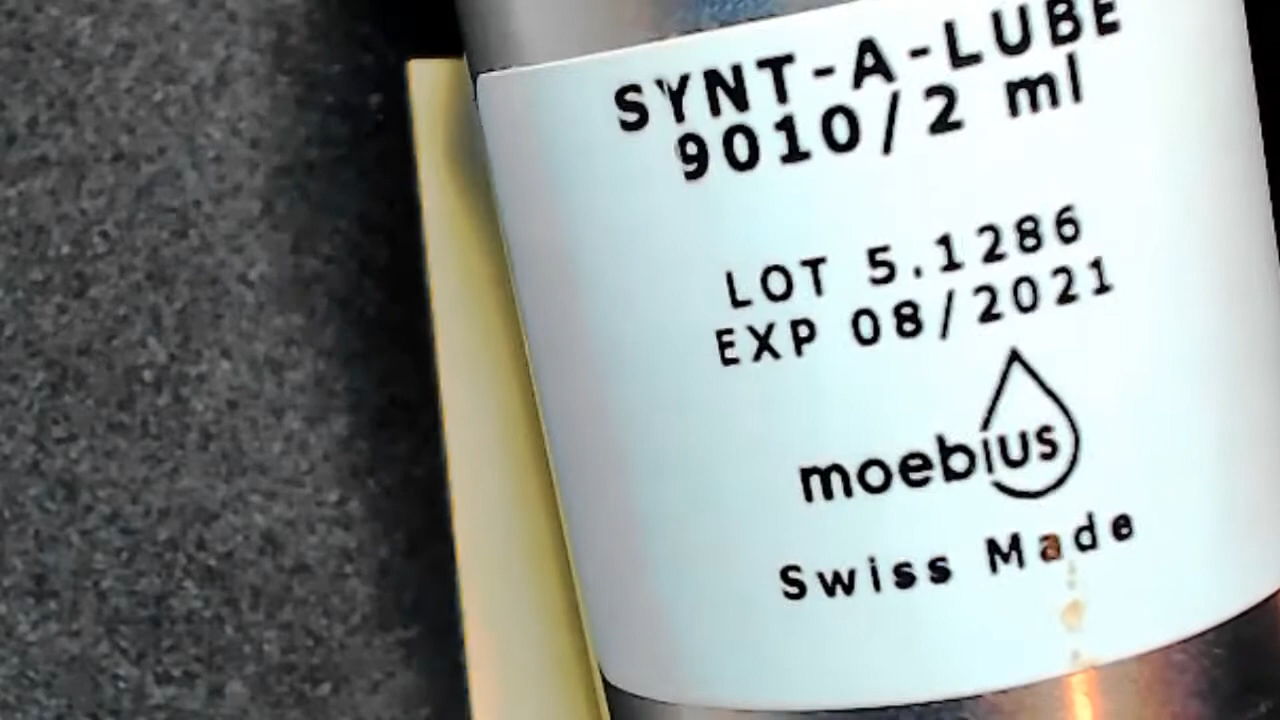 SYNT-A-LUBE
9010/2 ml
LOT 5.1286
EXP 08/2021
moebius
Swiss Made